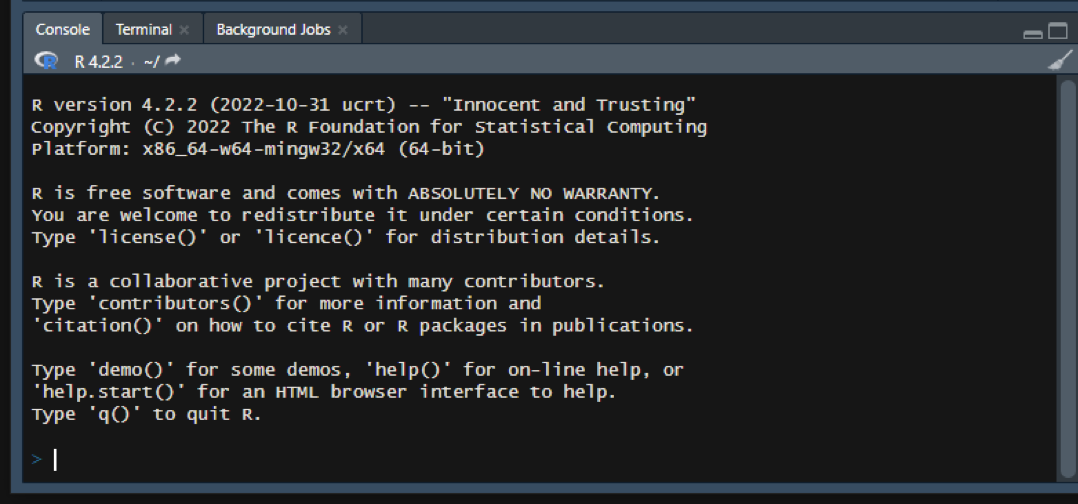 Console Terminal Background Jobs
R 4.2.2 · ~/
R version 4.2.2 (2022-10-31 ucrt) -- "Innocent and Trusting"
Copyright (C) 2022 The R Foundation for Statistical Computing
Platform: x86_64-w64-mingw32/x64 (64-bit)
R is free software and comes with ABSOLUTELY NO WARRANTY.
You are welcome to redistribute it under certain conditions.
Type 'license()' or 'licence()' for distribution details.
R is a collaborative project with many contributors.
Type 'contributors()' for more information and
'citation()' on how to cite R or R packages in publications.
Type 'demo()' for some demos, 'help()' for on-line help, or
'help.start()' for an HTML browser interface to help.
Type 'q()' to quit R.
>